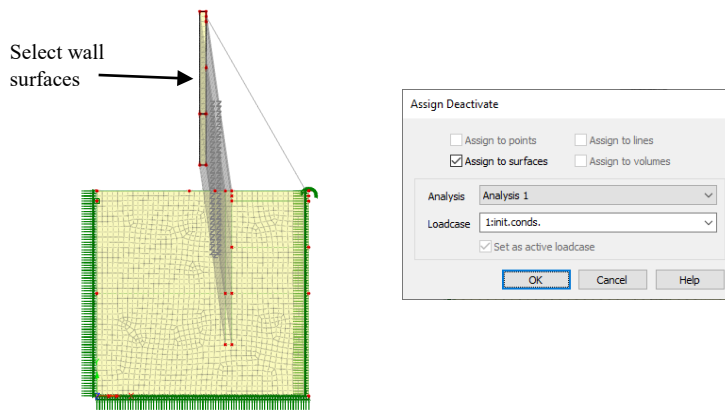 Select wall
surfaces
Assign Deactivate
Assign to points
Assign to lines
Assign to surfaces
Assign to volumes
Analysis
Analysis 1
Loadcase
1:init.conds.
Set as active loadcase
OK
Cancel
Help